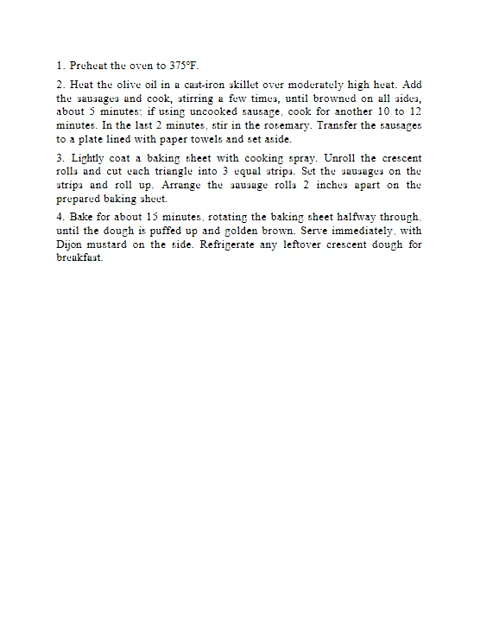 1. Preheat the oven to 375°F.
2. Heat the olive oil in a cast-iron skillet over moderately high heat. Add
the sausages and cook, stirring a few times, until browned on all sides,
about 5 minutes; if using uncooked sausage, cook for another 10 to 12
minutes. In the last 2 minutes, stir in the rosemary. Transfer the sausages
to a plate lined with paper towels and set aside.
3. Lightly coat a baking sheet with cooking spray. Unroll the crescent
rolls and cut each triangle into 3 equal strips. Set the sausages on the
strips and roll up. Arrange the sausage rolls 2 inches apart on the
prepared baking sheet.
4. Bake for about 15 minutes, rotating the baking sheet halfway through,
until the dough is puffed up and golden brown. Serve immediately, with
Dijon mustard on the side. Refrigerate any leftover crescent dough for
breakfast.